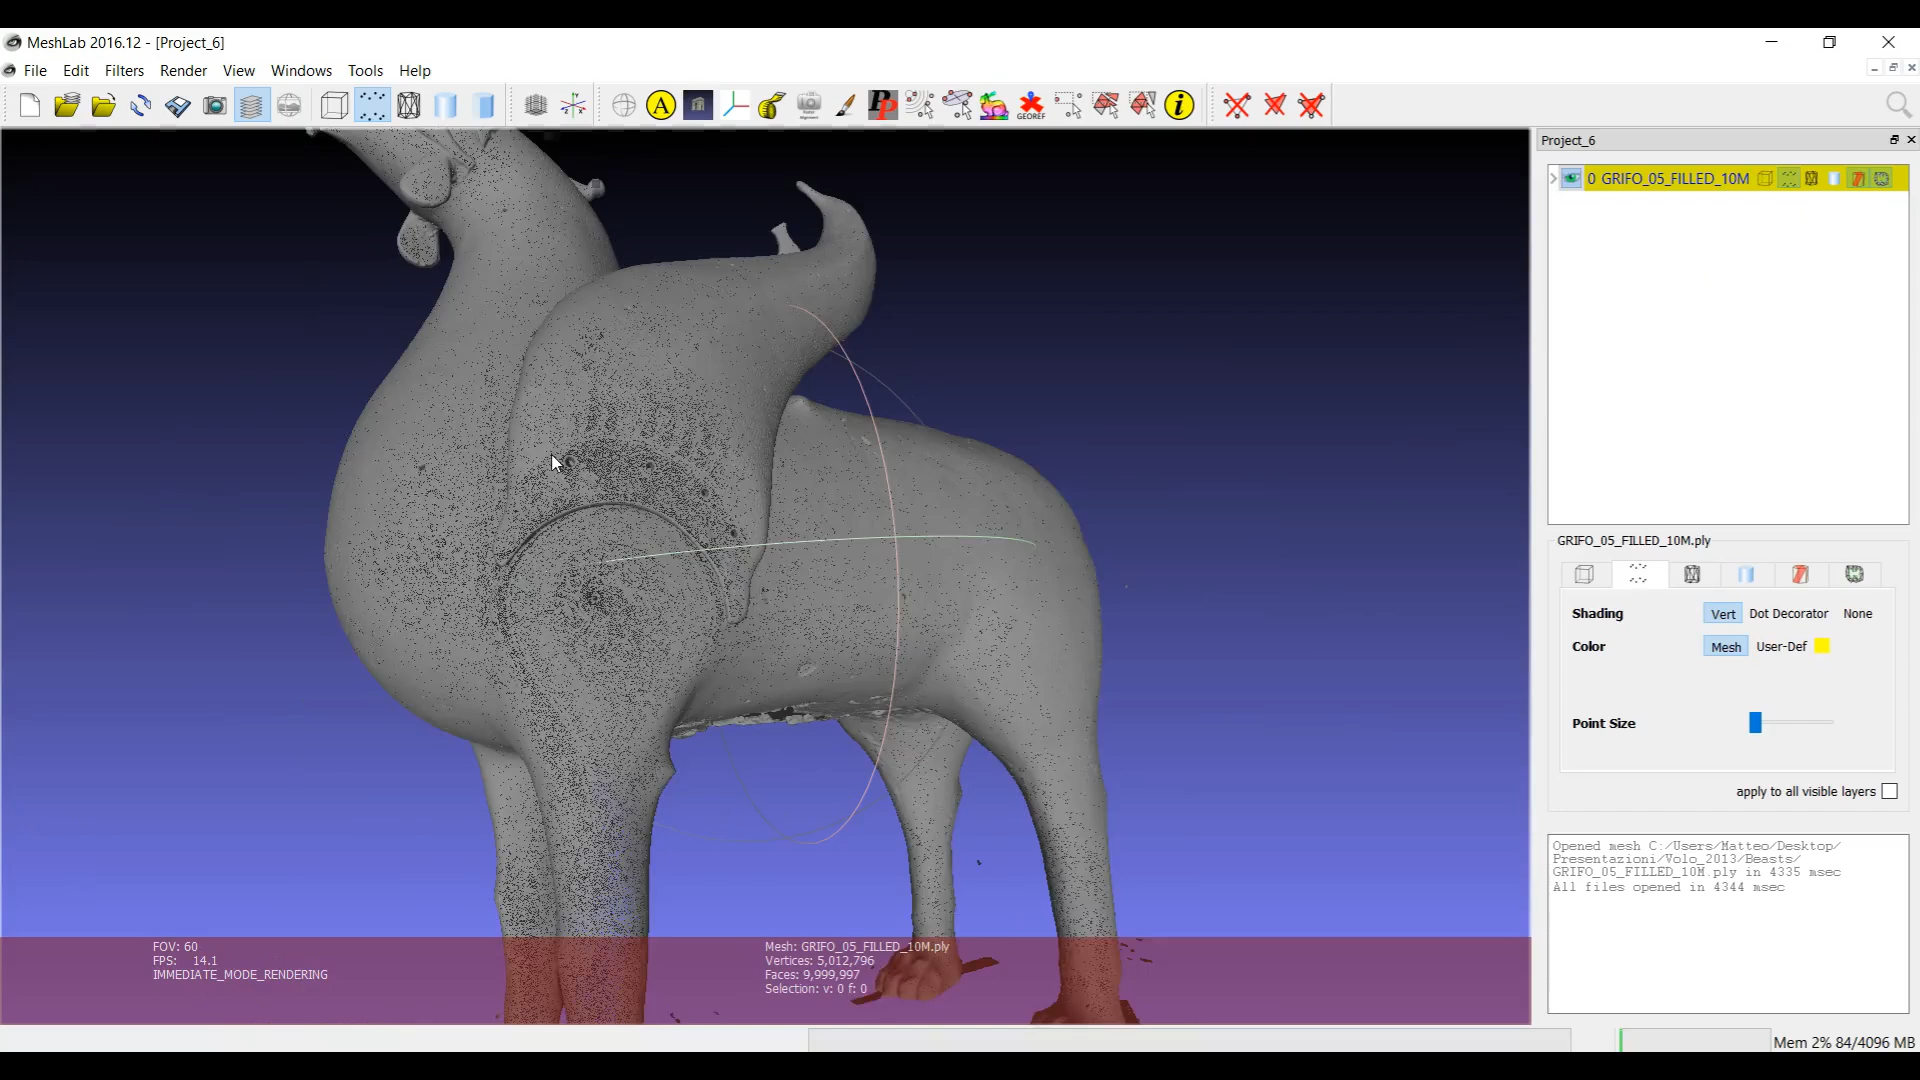 MeshLab 2016.12 - [Project_6]
File Edit Filters Render View Windows Tools Help
A
PP
GEOREF
i
Project_6
0 GRIFO_05_FILLED_10M
GRIFO_05_FILLED_10M.ply
Shading Vert Dot Decorator None
Color Mesh User-Def
Point Size
apply to all visible layers
Opened mesh C:/Users/Matteo/Desktop/
Presentazioni/Volo_2013/Beasts/
GRIFO_05_FILLED_10M.ply in 4335 msec
All files opened in 4344 msec
FOV: 60
FPS: 14.1
IMMEDIATE_MODE_RENDERING
Mesh: GRIFO_05_FILLED_10M.ply
Vertices: 5,012,796
Faces: 9,999,997
Selection: v: 0 f: 0
Mem 2% 84/4096 MB